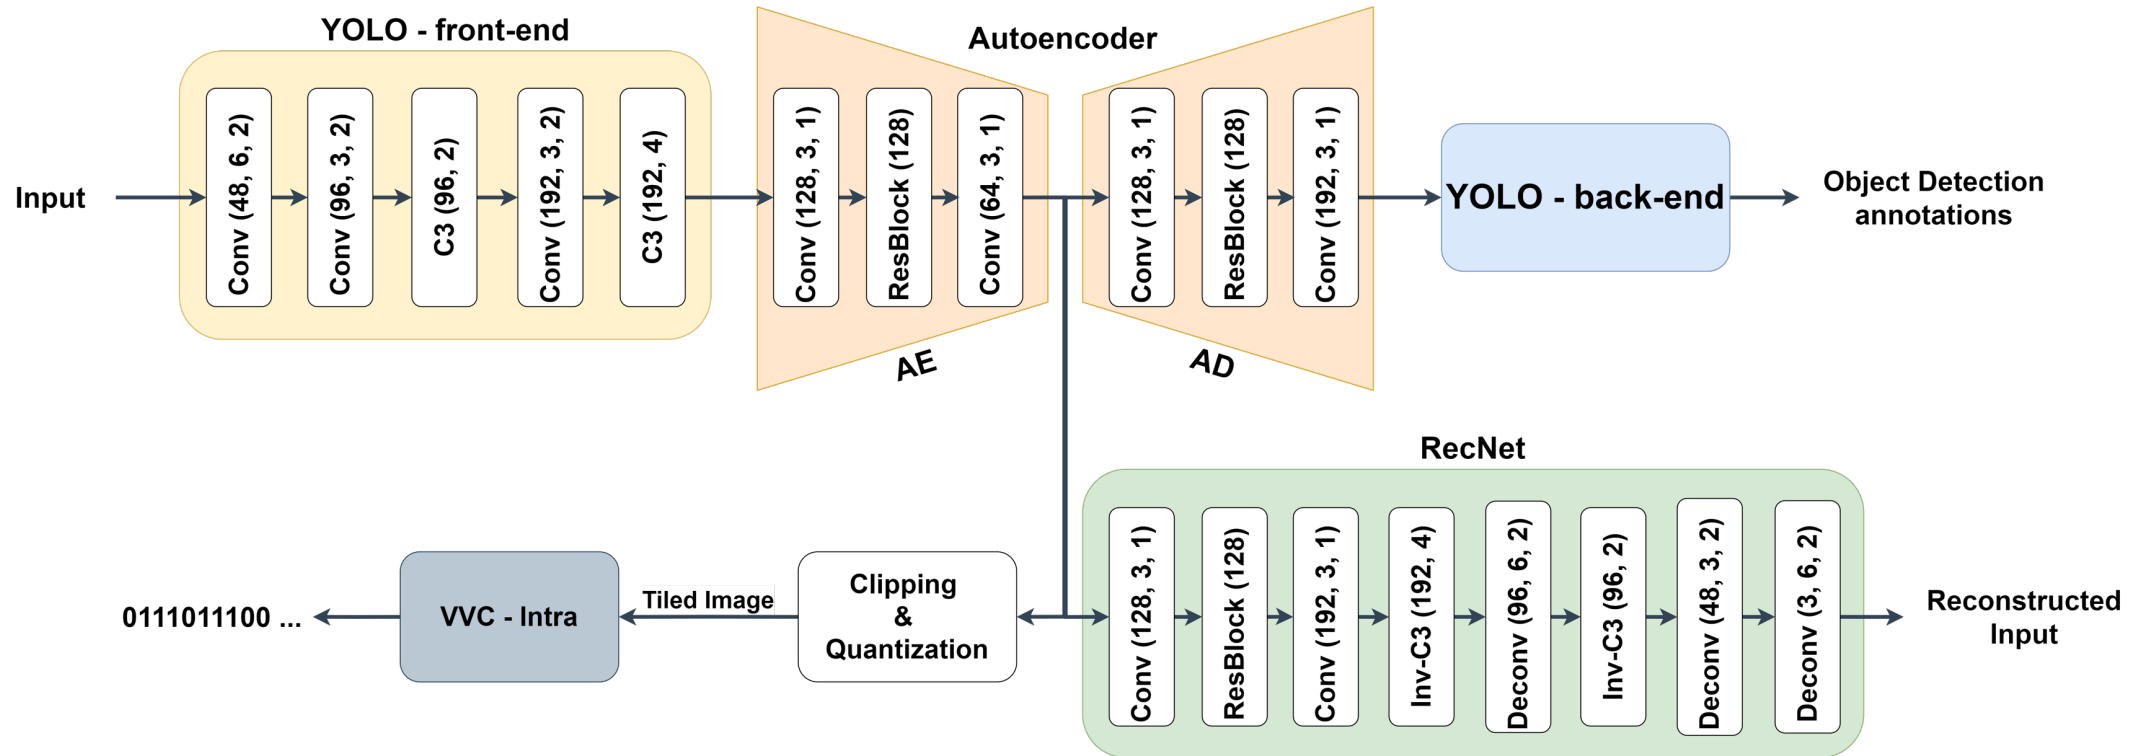 YOLO - front-end
Autoencoder
Input
Conv (48, 6, 2)
Conv (96, 3, 2)
C3 (96, 2)
Conv (192, 3, 2)
C3 (192, 4)
Conv (128, 3, 1)
ResBlock (128)
Conv (64, 3, 1)
AE
Conv (128, 3, 1)
ResBlock (128)
Conv (192, 3, 1)
AD
YOLO - back-end
Object Detection
annotations
RecNet
0111011100 ...
VVC - Intra
Tiled Image
Clipping
&
Quantization
Conv (128, 3, 1)
ResBlock (128)
Conv (192, 3, 1)
Inv-C3 (192, 4)
Deconv (96, 6, 2)
Inv-C3 (96, 2)
Deconv (48, 3, 2)
Deconv (3, 6, 2)
Reconstructed
Input